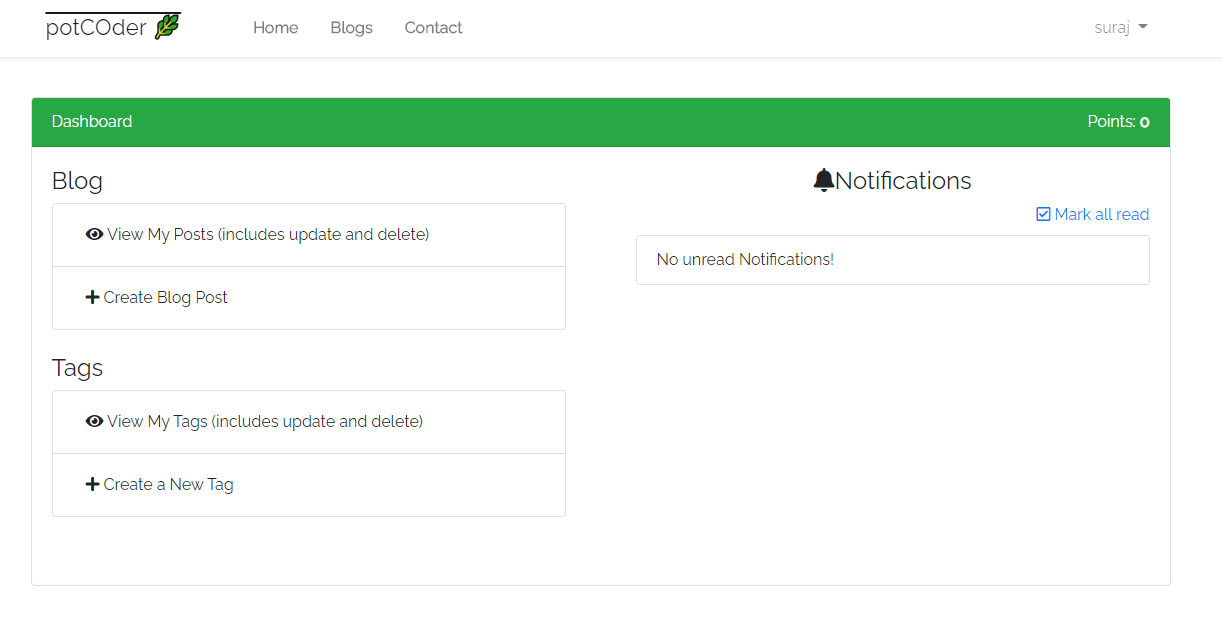 potCOder
Home Blogs Contact
suraj
Dashboard
Points: 0
Blog
View My Posts (includes update and delete)
Create Blog Post
Tags
View My Tags (includes update and delete)
Create a New Tag
Notifications
Mark all read
No unread Notifications!